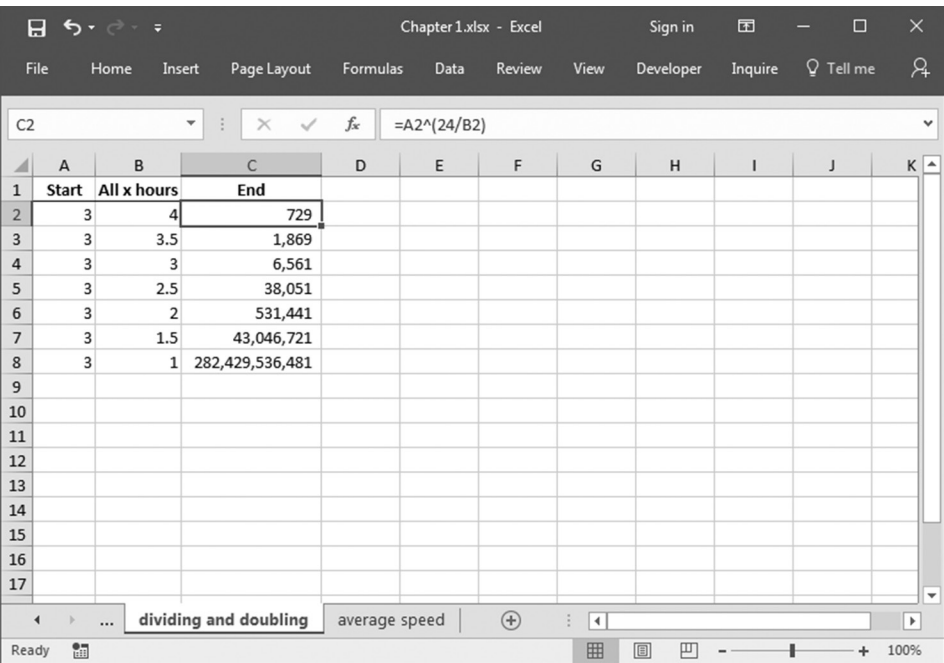 Chapter 1.xlsx - Excel Sign in
File Home Insert Page Layout Formulas Data Review View Developer Inquire Tell me
C2 fx =A2^(24/B2)
A B C D E F G H I J K
1 Start All x hours End
2 3 4 729
3 3 3.5 1,869
4 3 3 6,561
5 3 2.5 38,051
6 3 2 531,441
7 3 1.5 43,046,721
8 3 1 282,429,536,481
9
10
11
12
13
14
15
16
17
... dividing and doubling average speed
Ready 100%